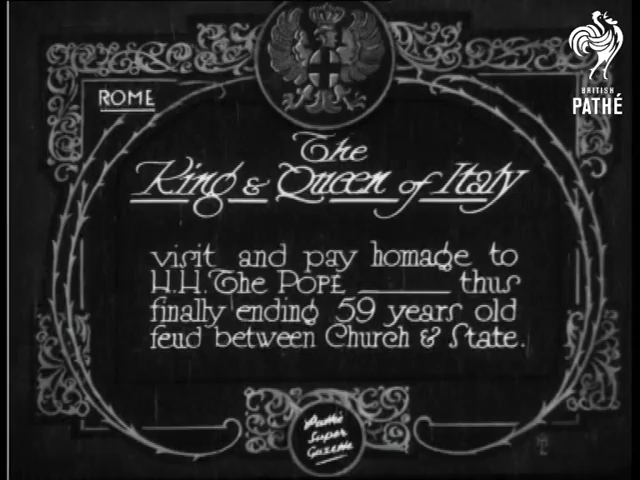 BRITISH
PATHÉ
ROME
The
King & Queen of Italy
visit and pay homage to
H.H. The POPE ———— thus
finally ending 59 years old
feud between Church & State.
Pathé
Super
Gazette